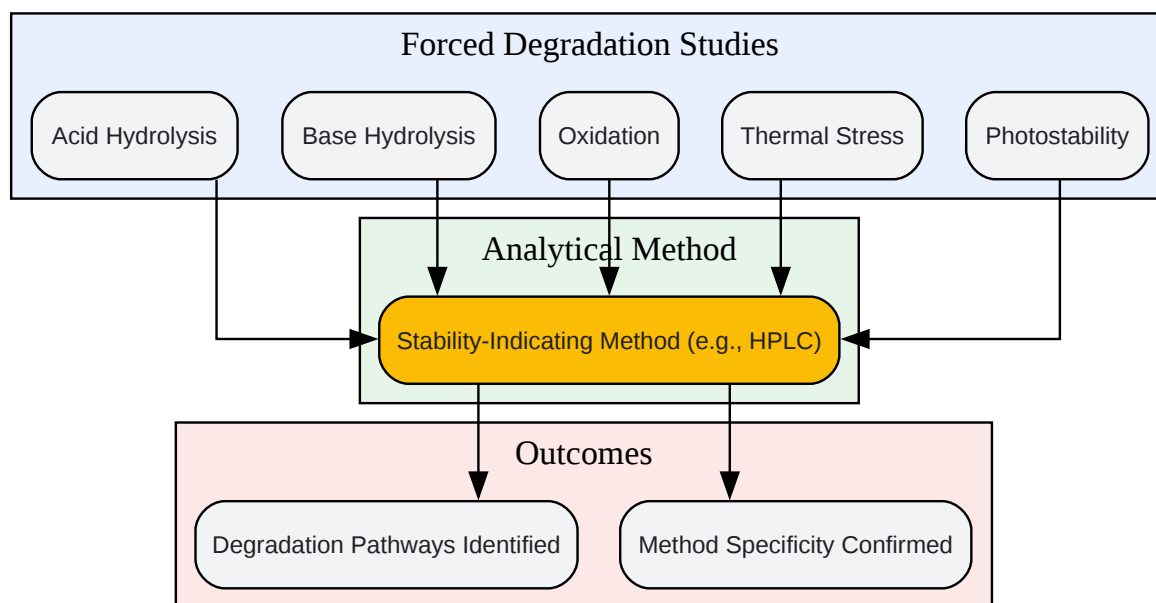 Forced Degradation Studies
Acid Hydrolysis
Base Hydrolysis
Oxidation
Thermal Stress
Photostability
Analytical Method
Stability-Indicating Method (e.g., HPLC)
Outcomes
Degradation Pathways Identified
Method Specificity Confirmed